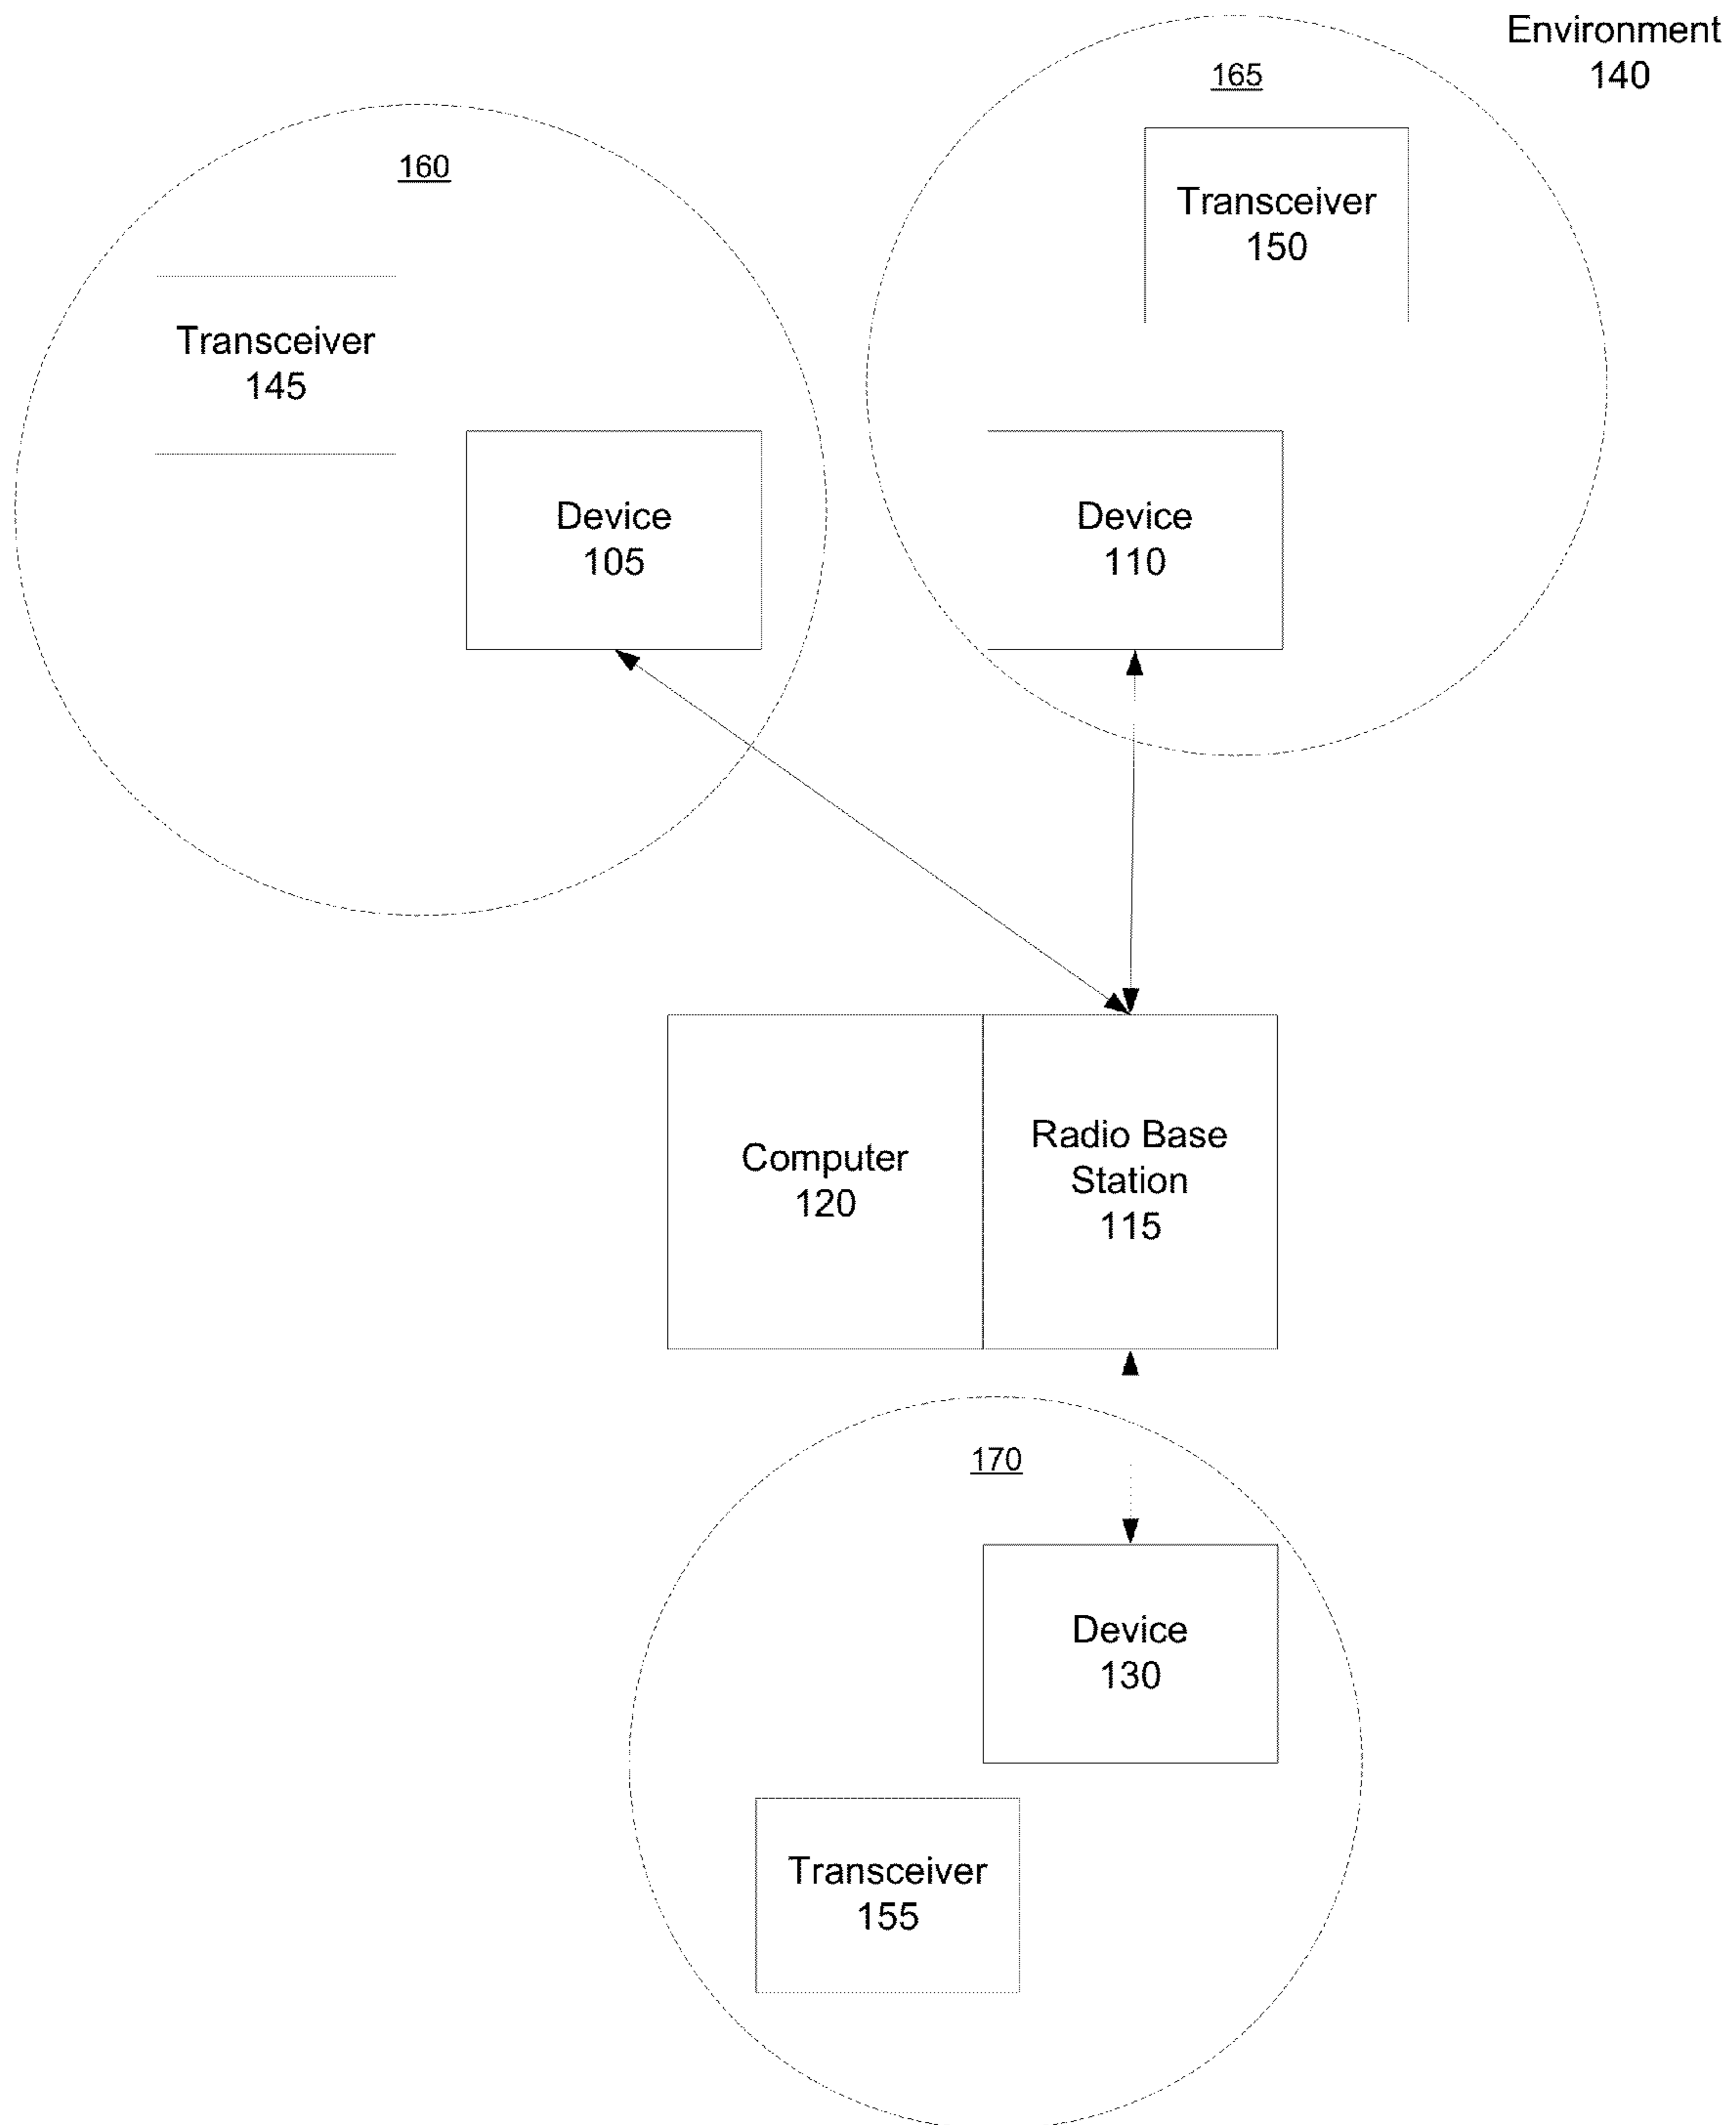 Environment
140
165
160
Transceiver
150
Transceiver
145
Device
105
Device
110
Computer
120
Radio Base
Station
115
170
Device
130
Transceiver
155